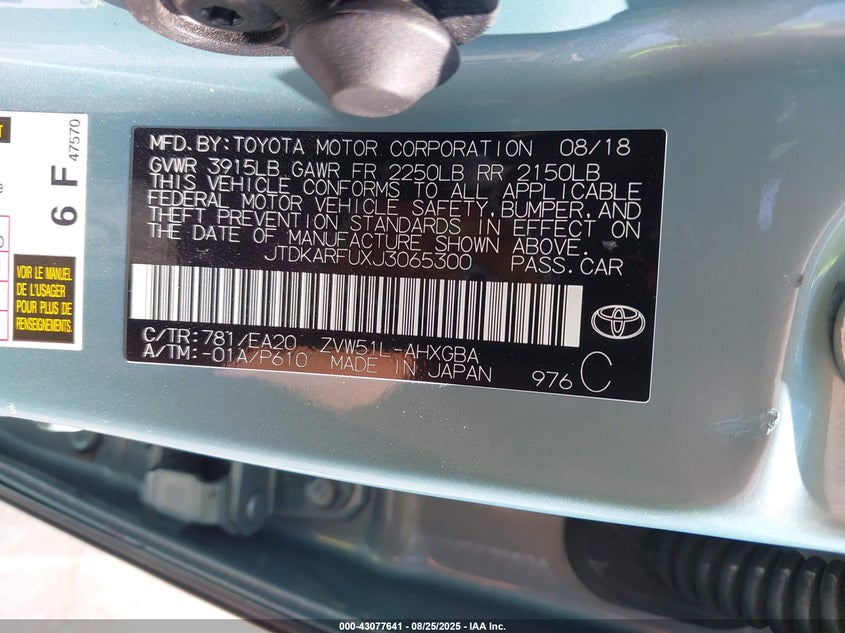 6 F
47570
VOIR LE MANUEL
DE L'USAGER
POUR PLUS DE
RENSEIGNEMENTS.
MFD.BY:TOYOTA MOTOR CORPORATION 08/18
GVWR 3915LB GAWR FR 2250LB RR 2150LB
THIS VEHICLE CONFORMS TO ALL APPLICABLE
FEDERAL MOTOR VEHICLE SAFETY,BUMPER,AND
THEFT PREVENTION STANDARDS IN EFFECT ON
THE DATE OF MANUFACTURE SHOWN ABOVE.
JTDKARFUXJ3065300 PASS.CAR
C/TR:781/EA20 ZVW51L-AHXGBA
A/TM:-01A/P610 MADE IN JAPAN
976 C
000-43077641 - 08/25/2025 - IAA Inc.